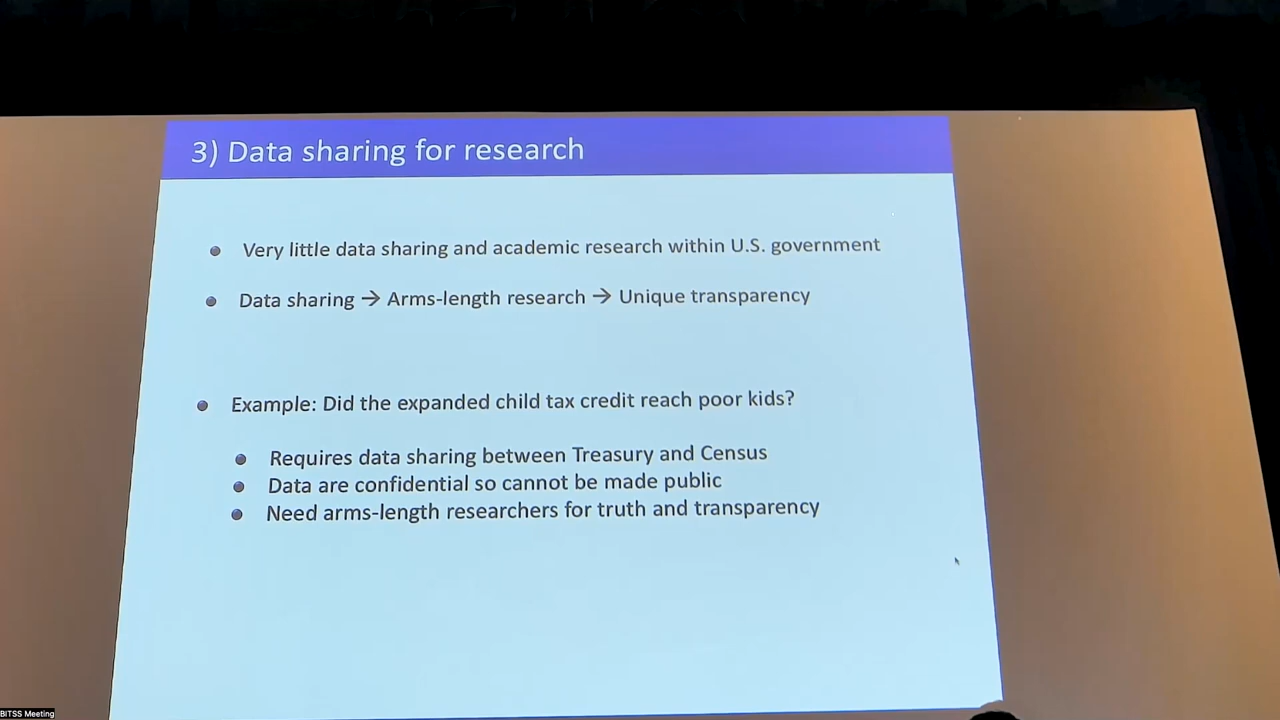 3) Data sharing for research
Very little data sharing and academic research within U.S. government
Data sharing → Arms-length research → Unique transparency
Example: Did the expanded child tax credit reach poor kids?
Requires data sharing between Treasury and Census
Data are confidential so cannot be made public
Need arms-length researchers for truth and transparency
BITSS Meeting